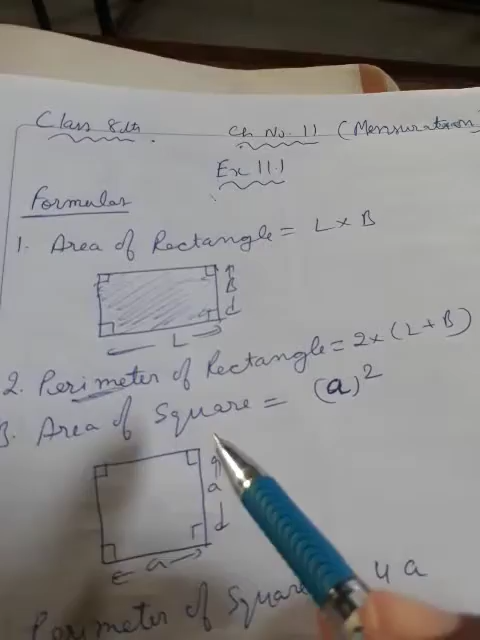 Class 8th Ch No. 11 (Mensuration)
Ex 11.1
Formulas
1. Area of Rectangle = L × B
B
L
2. Perimeter of Rectangle = 2 × (L + B)
3. Area of Square = (a)²
a
a
Perimeter of Square 4a